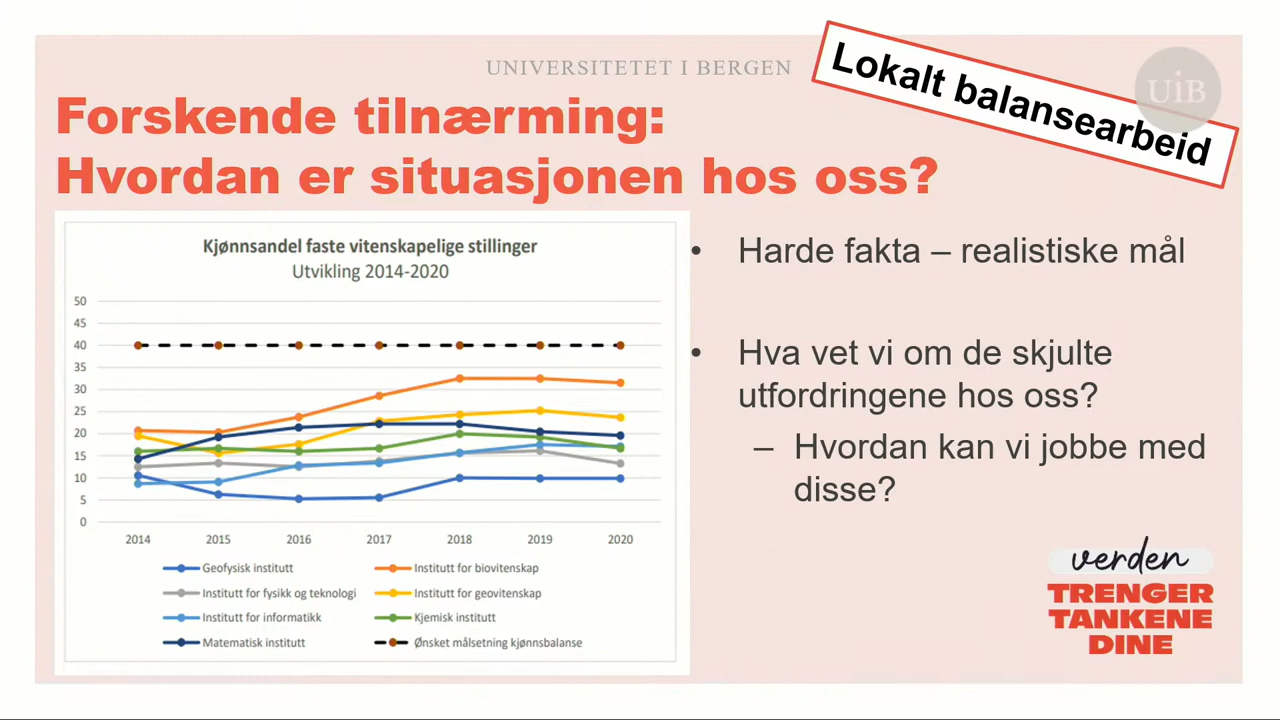 UNIVERSITETET I BERGEN
Lokalt balansearbeid
UiB
Forskende tilnærming:
Hvordan er situasjonen hos oss?
Kjønnsandel faste vitenskapelige stillinger
Utvikling 2014-2020
50
45
40
35
30
25
20
15
10
5
0
2014 2015 2016 2017 2018 2019 2020
Geofysisk institutt Institutt for biovitenskap
Institutt for fysikk og teknologi Institutt for geovitenskap
Institutt for informatikk Kjemisk institutt
Matematisk institutt Ønsket målsetning kjønnsbalanse
• Harde fakta – realistiske mål
• Hva vet vi om de skjulte
utfordringene hos oss?
– Hvordan kan vi jobbe med
disse?
verden
TRENGER
TANKENE
DINE